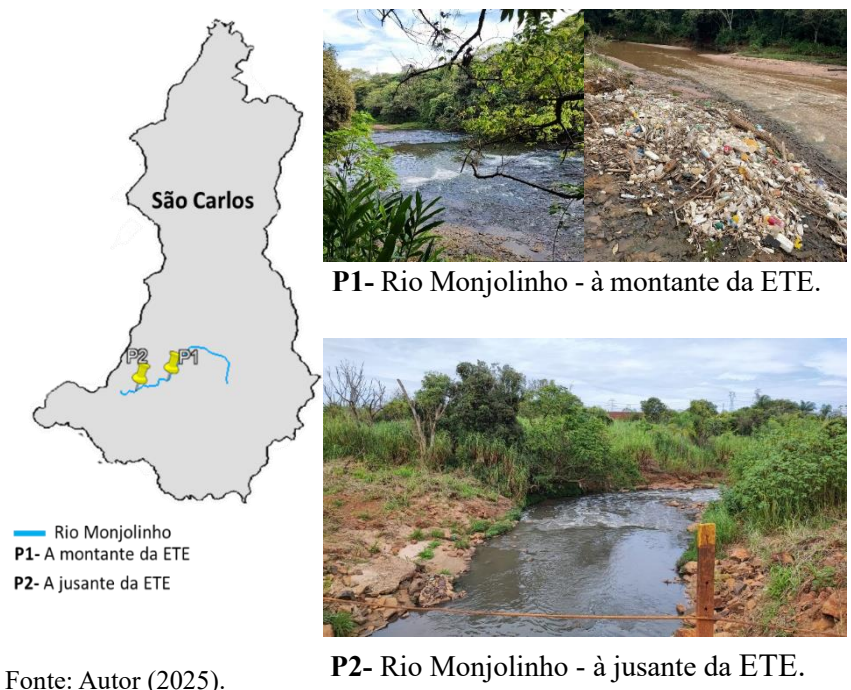 São Carlos
P2 P1
Rio Monjolinho
P1- A montante da ETE
P2- A jusante da ETE
Fonte: Autor (2025).
P1- Rio Monjolinho - à montante da ETE.
P2- Rio Monjolinho - à jusante da ETE.